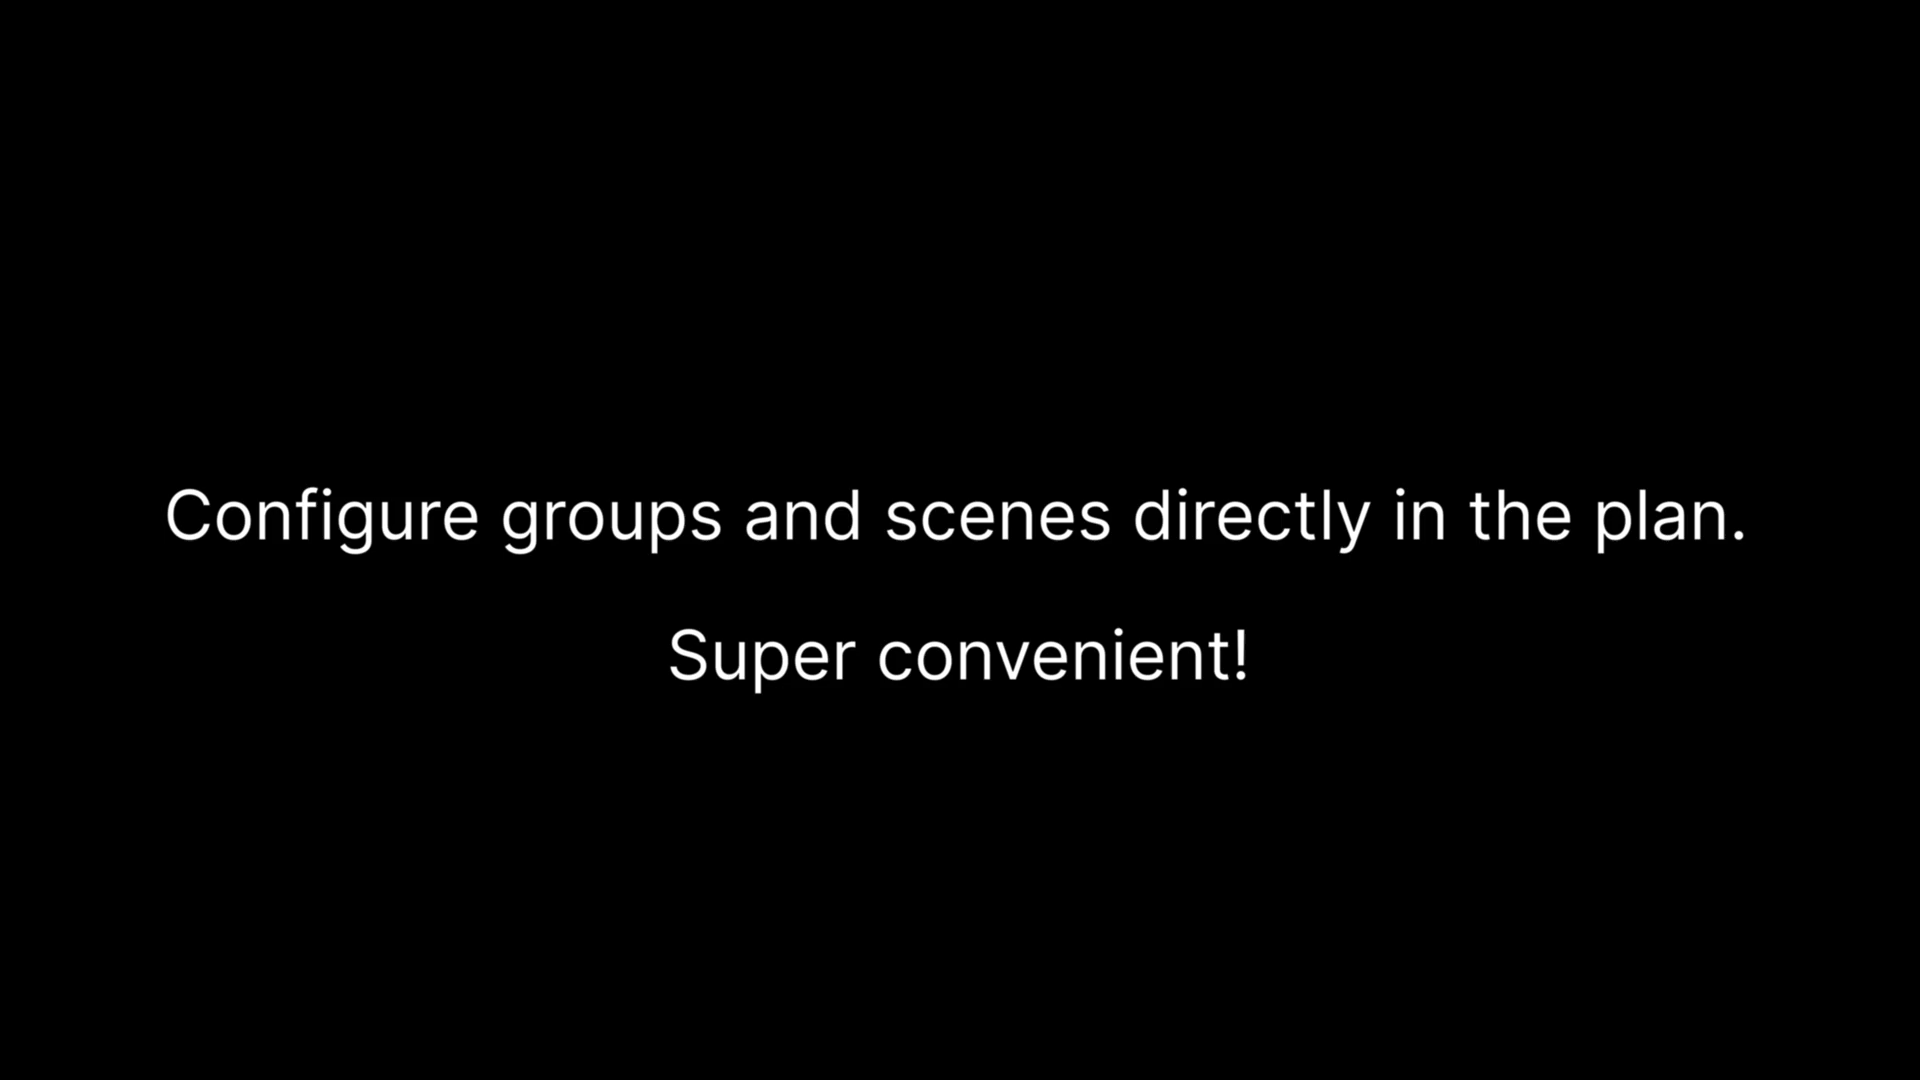 Configure groups and scenes directly in the plan.
Super convenient!